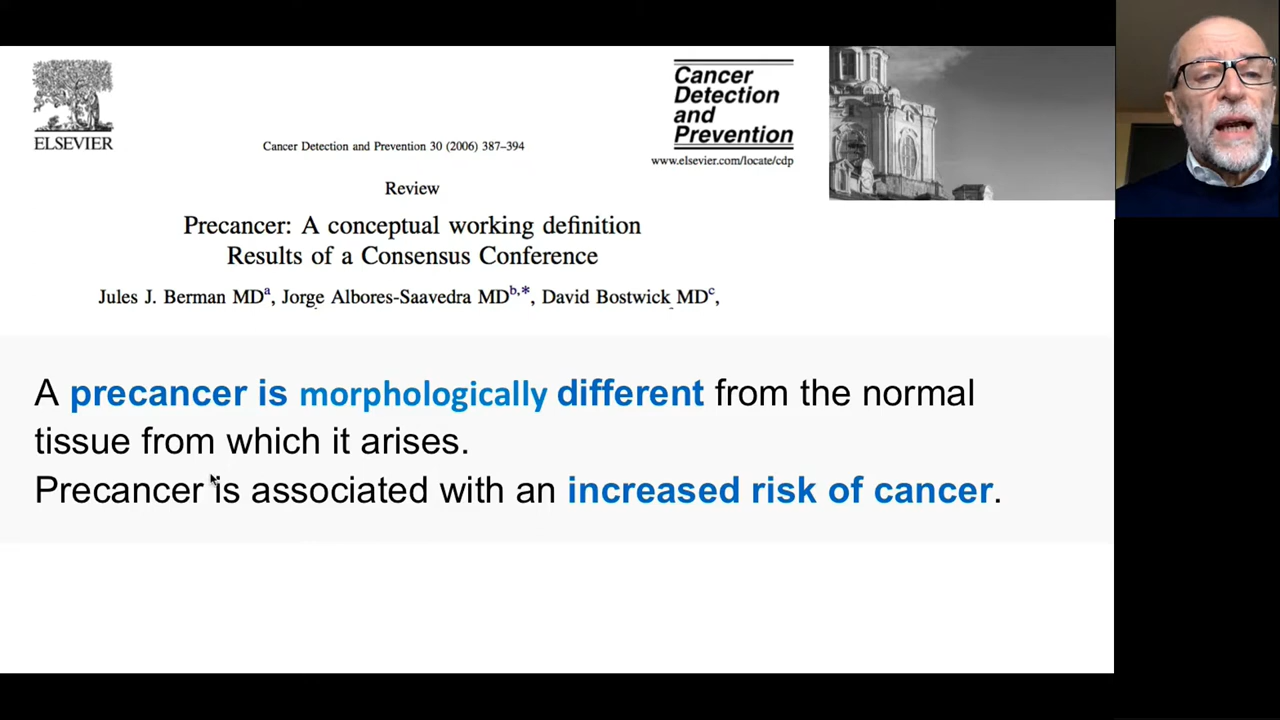 ELSEVIER
Cancer
Detection
and
Prevention
www.elsevier.com/locate/cdp
Cancer Detection and Prevention 30 (2006) 387–394
Review
Precancer: A conceptual working definition
Results of a Consensus Conference
Jules J. Berman MDa, Jorge Albores-Saavedra MDb,*, David Bostwick MDc,
A precancer is morphologically different from the normal
tissue from which it arises.
Precancer is associated with an increased risk of cancer.